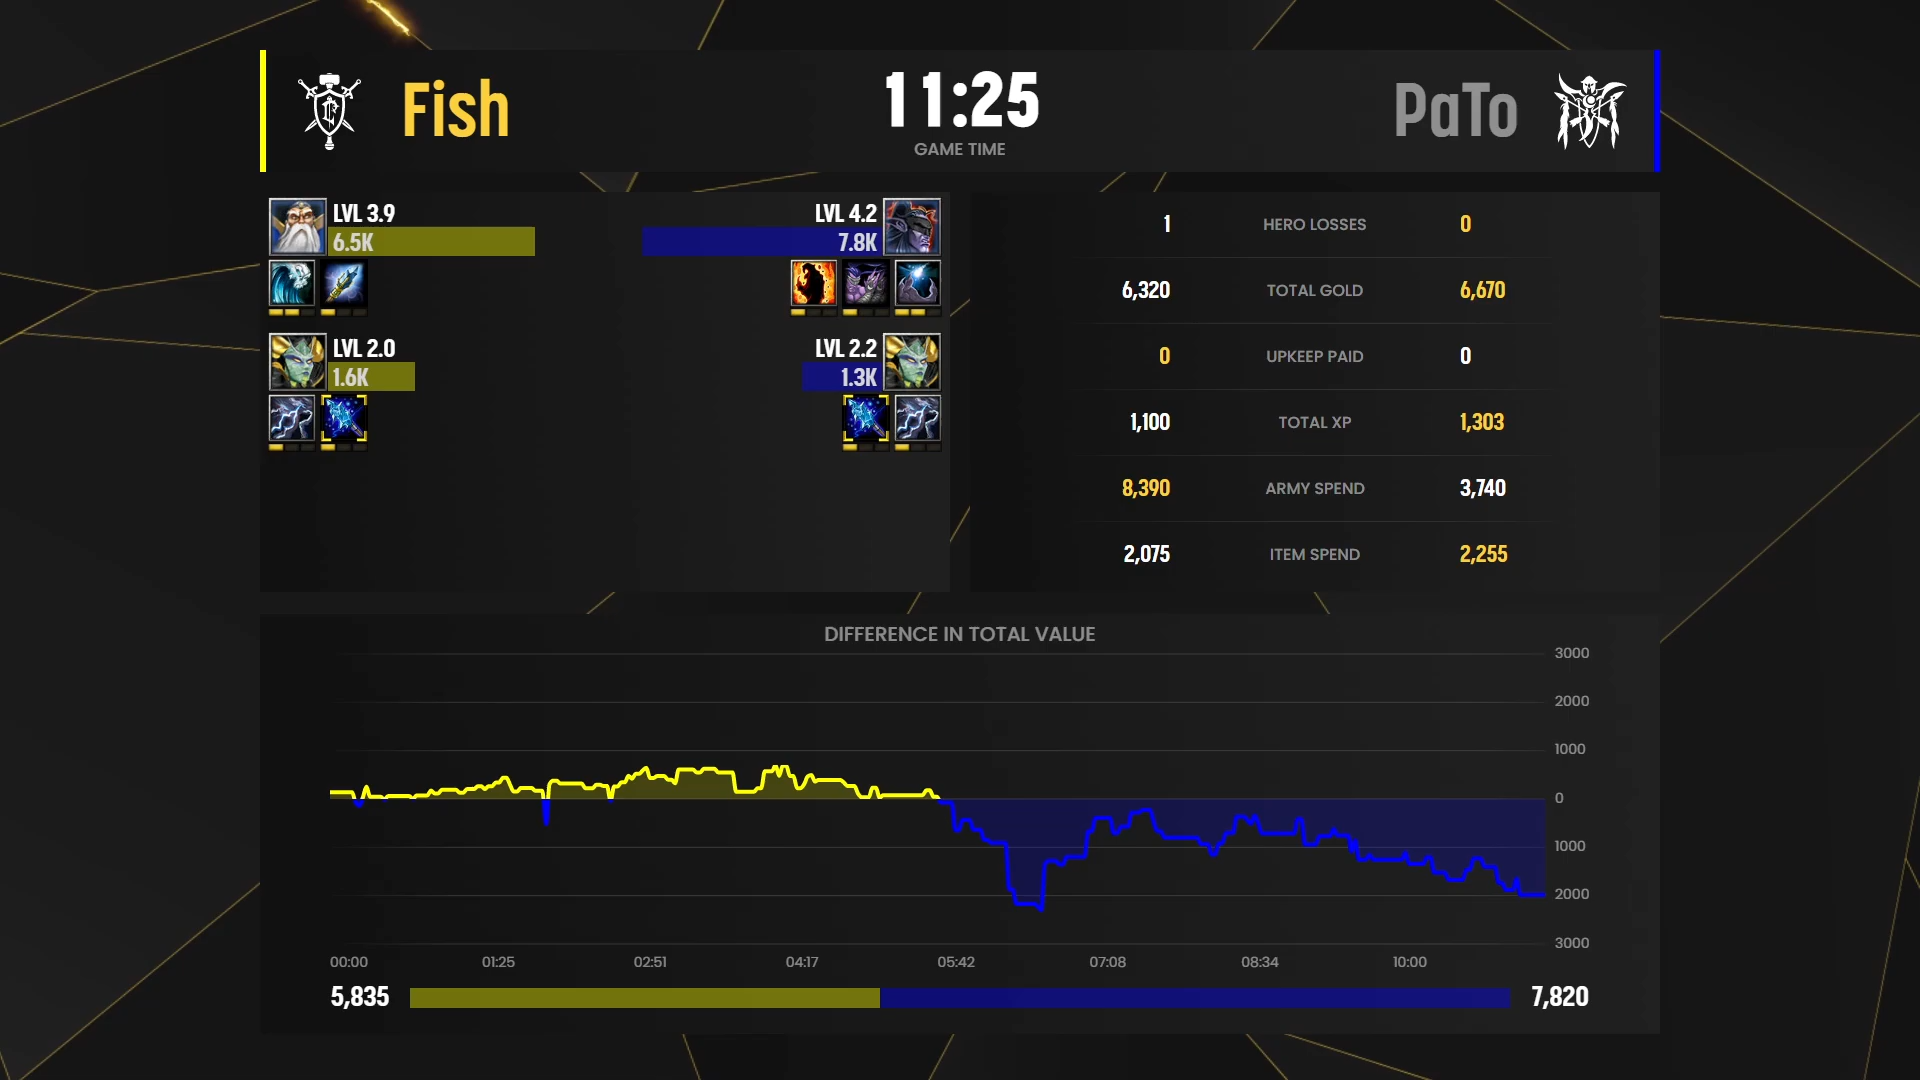 Fish
11:25
GAME TIME
PaTo
LVL 3.9
6.5K
LVL 4.2
7.8K
LVL 2.0
1.6K
LVL 2.2
1.3K
1 HERO LOSSES 0
6,320 TOTAL GOLD 6,670
0 UPKEEP PAID 0
1,100 TOTAL XP 1,303
8,390 ARMY SPEND 3,740
2,075 ITEM SPEND 2,255
DIFFERENCE IN TOTAL VALUE
3000
2000
1000
0
1000
2000
3000
00:00 01:25 02:51 04:17 05:42 07:08 08:34 10:00
5,835 7,820